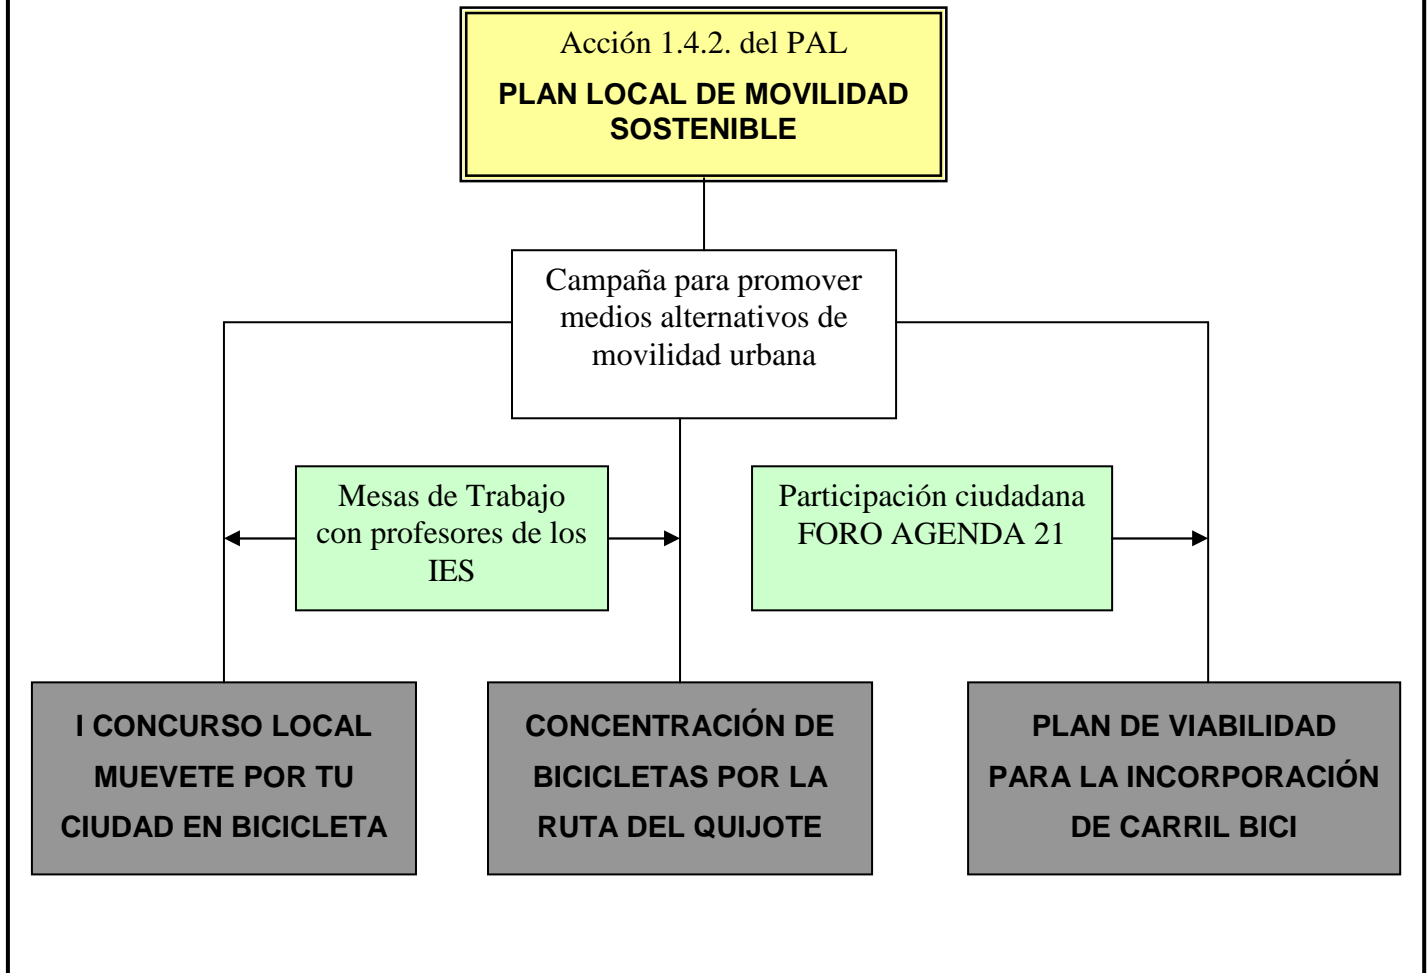 Acción 1.4.2. del PAL
PLAN LOCAL DE MOVILIDAD
SOSTENIBLE
Campaña para promover
medios alternativos de
movilidad urbana
Mesas de Trabajo
con profesores de los
IES
Participación ciudadana
FORO AGENDA 21
I CONCURSO LOCAL
MUEVETE POR TU
CIUDAD EN BICICLETA
CONCENTRACIÓN DE
BICICLETAS POR LA
RUTA DEL QUIJOTE
PLAN DE VIABILIDAD
PARA LA INCORPORACIÓN
DE CARRIL BICI